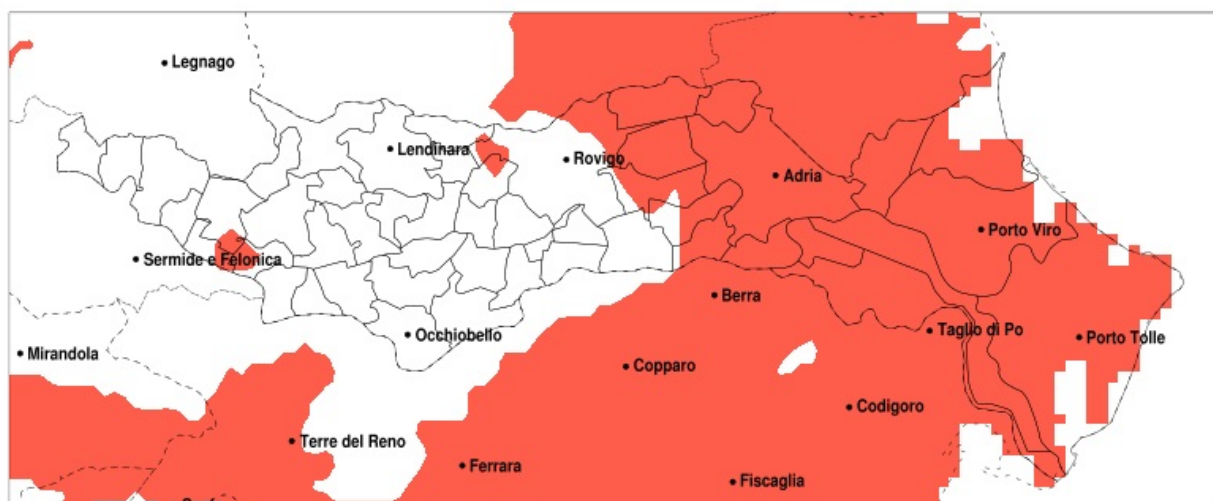 Legnago
Lendinara
Rovigo
Adria
Porto Viro
Sermide e Felonica
Berra
Taglio di Po
Porto Tolle
Occhiobello
Mirandola
Copparo
Codigoro
Terre del Reno
Ferrara
Fiscaglia